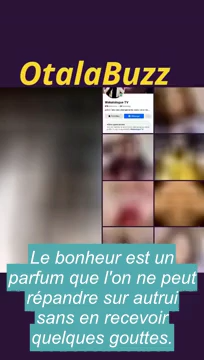 OtalaBuzz
Le bonheur est un
parfum que l'on ne peut
répandre sur autrui
sans en recevoir
quelques gouttes.